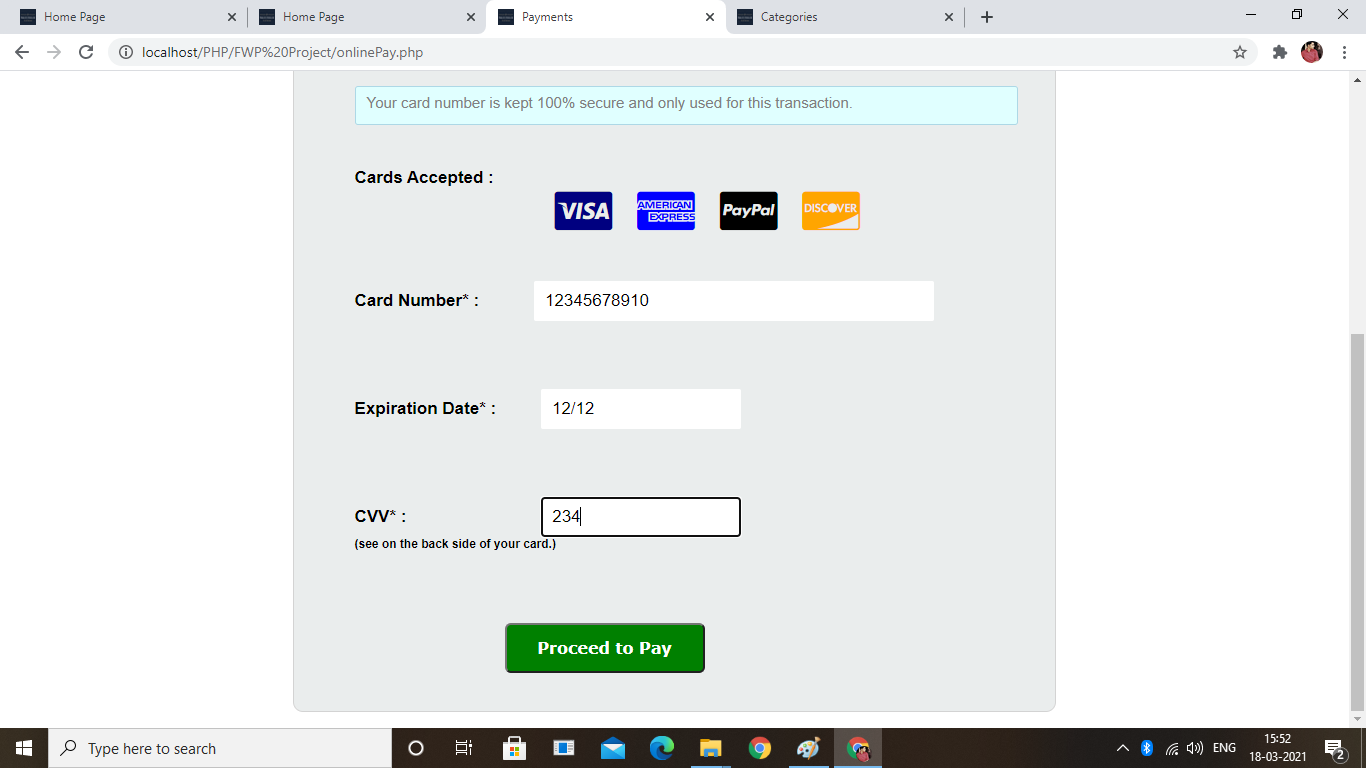 Home Page
Home Page
Payments
Categories
localhost/PHP/FWP%20Project/onlinePay.php
Your card number is kept 100% secure and only used for this transaction.
Cards Accepted :
VISA
AMERICAN EXPRESS
PayPal
DISCOVER
Card Number* :
12345678910
Expiration Date* :
12/12
CVV* :
234
(see on the back side of your card.)
Proceed to Pay
Type here to search
ENG
15:52
18-03-2021
2